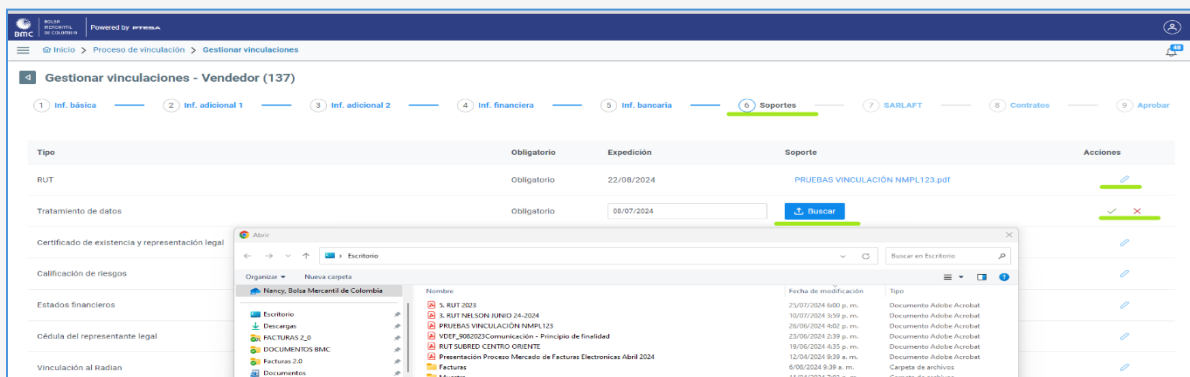 BOLSA
MERCANTIL
DE COLOMBIA
BMC
Powered by PTESA
Inicio > Proceso de vinculación > Gestionar vinculaciones
Gestionar vinculaciones - Vendedor (137)
1 Inf. básica 2 Inf. adicional 1 3 Inf. adicional 2 4 Inf. financiera 5 Inf. bancaria 6 Soportes 7 SARLAFT 8 Contratos 9 Aprobar
Tipo Obligatorio Expedición Soporte Acciones
RUT Obligatorio 22/08/2024 PRUEBAS VINCULACIÓN NMPL123.pdf
Tratamiento de datos Obligatorio 08/07/2024 Buscar
Certificado de existencia y representación legal
Calificación de riesgos
Estados financieros
Cédula del representante legal
Vinculación al Radian
Abrir
Escritorio Buscar en Escritorio
Organizar Nueva carpeta
Nancy, Bolsa Mercantil de Colombia
Escritorio
Descargas
FACTURAS 2_0
DOCUMENTOS BMC
Facturas 2.0
Documentos
Nombre Fecha de modificación Tipo
5. RUT 2023 25/07/2024 6:00 p. m. Documento Adobe Acrobat
3. RUT NELSON JUNIO 24-2024 10/07/2024 3:59 p. m. Documento Adobe Acrobat
PRUEBAS VINCULACIÓN NMPL123 26/06/2024 4:02 p. m. Documento Adobe Acrobat
VDEF_9082023Comunicación - Principio de finalidad 25/06/2024 2:39 p. m. Documento Adobe Acrobat
RUT SUBRED CENTRO ORIENTE 19/06/2024 4:35 p. m. Documento Adobe Acrobat
Presentación Proceso Mercado de Facturas Electronicas Abril 2024 12/04/2024 9:39 a. m. Documento Adobe Acrobat
Facturas 6/08/2024 9:39 a. m. Carpeta de archivos
Carpeta de archivos